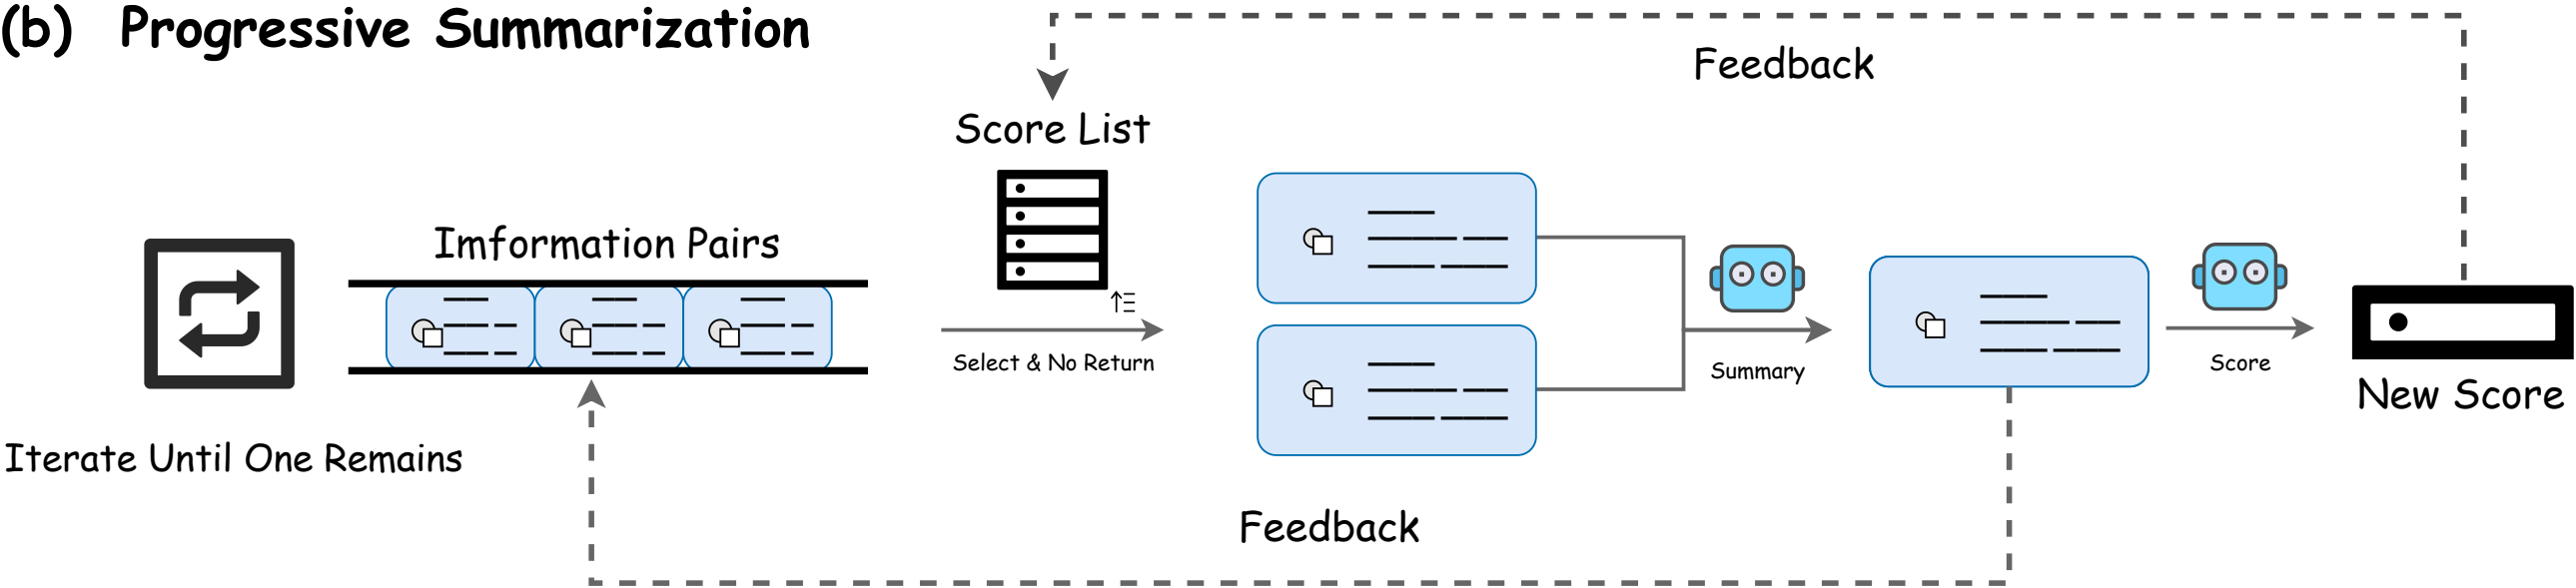 (b) Progressive Summarization
Feedback
Score List
Imformation Pairs
Select & No Return
Summary
Score
New Score
Iterate Until One Remains
Feedback